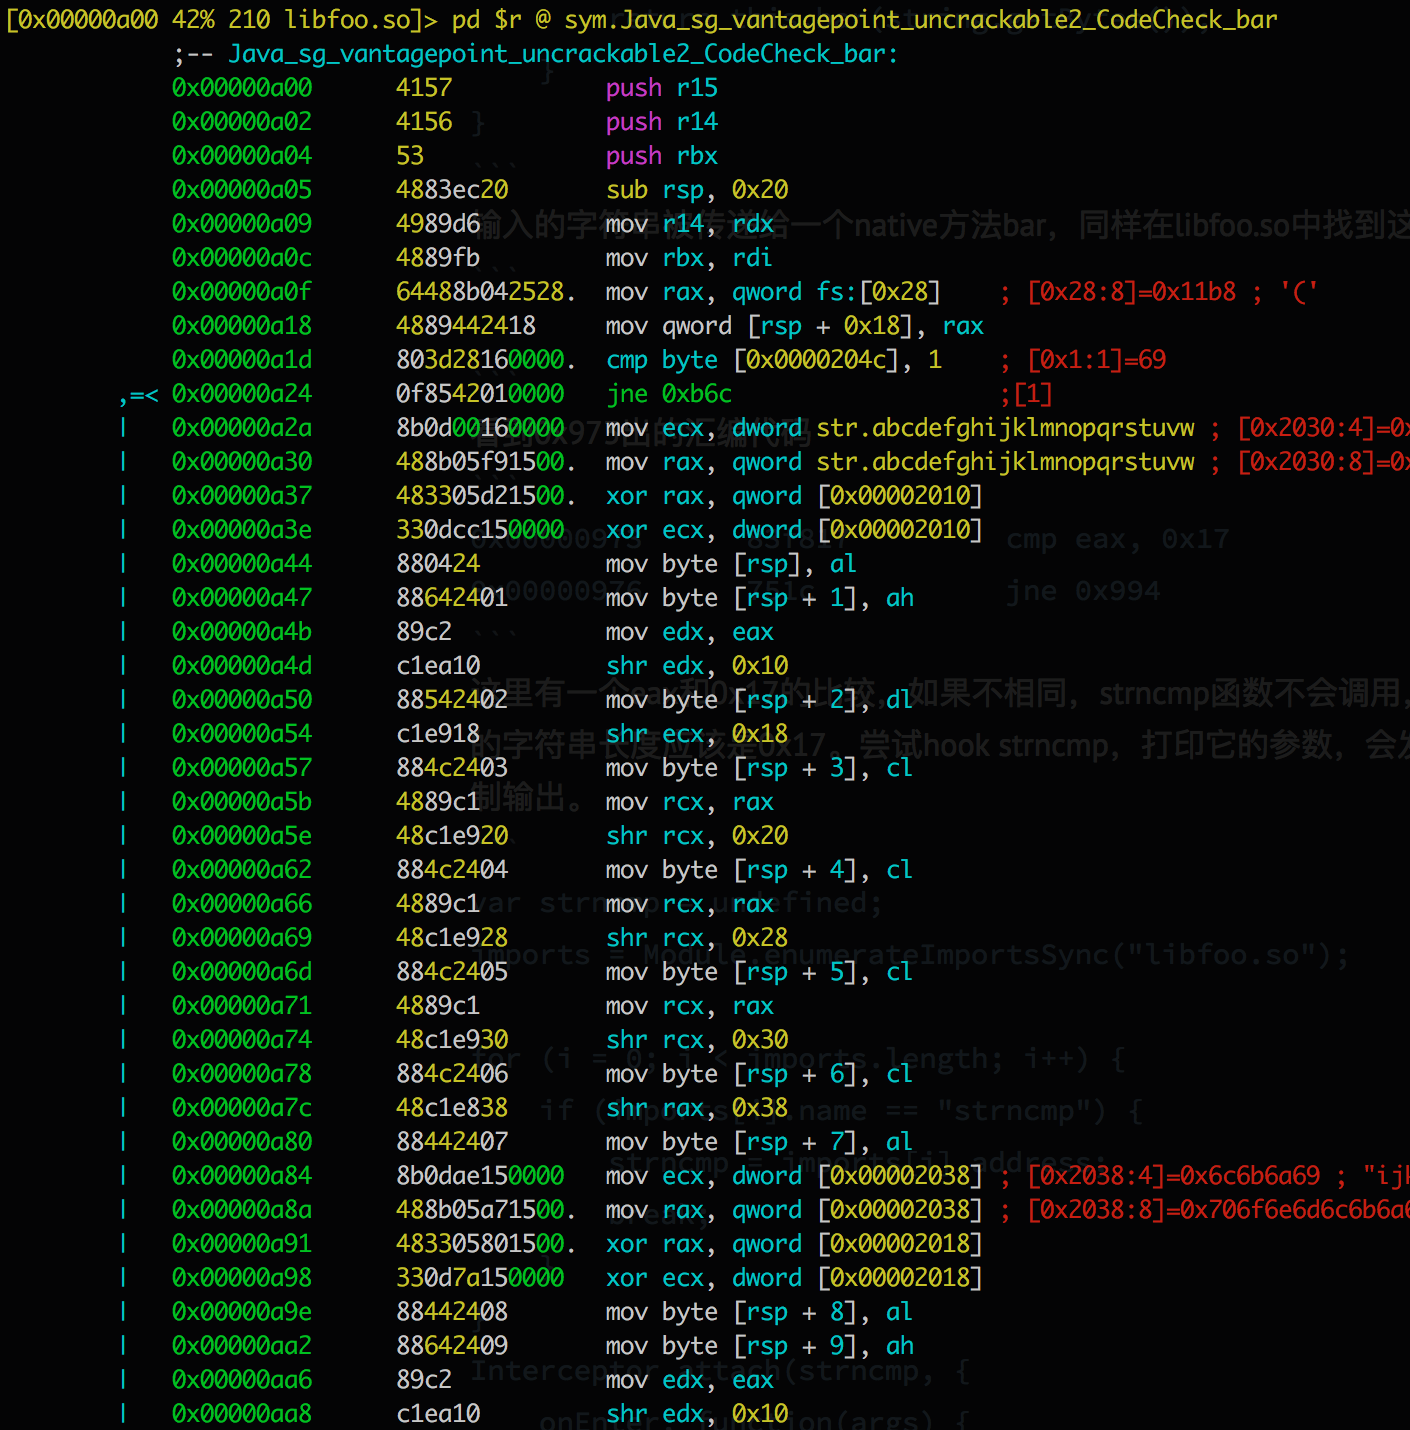 [0x00000a00 42% 210 libfoo.so]> pd $r @ sym.Java_sg_vantagepoint_uncrackable2_CodeCheck_bar
;-- Java_sg_vantagepoint_uncrackable2_CodeCheck_bar:
0x00000a00 4157 push r15
0x00000a02 4156 push r14
0x00000a04 53 push rbx
0x00000a05 4883ec20 sub rsp, 0x20
0x00000a09 4989d6 mov r14, rdx
0x00000a0c 4889fb mov rbx, rdi
0x00000a0f 64488b042528. mov rax, qword fs:[0x28] ; [0x28:8]=0x11b8 ; '('
0x00000a18 4889442418 mov qword [rsp + 0x18], rax
0x00000a1d 803d28160000. cmp byte [0x0000204c], 1 ; [0x1:1]=69
,=< 0x00000a24 0f8542010000 jne 0xb6c ;[1]
| 0x00000a2a 8b0d00160000 mov ecx, dword str.abcdefghijklmnopqrstuvw ; [0x2030:4]=0x
| 0x00000a30 488b05f91500. mov rax, qword str.abcdefghijklmnopqrstuvw ; [0x2030:8]=0x
| 0x00000a37 483305d21500. xor rax, qword [0x00002010]
| 0x00000a3e 330dcc150000 xor ecx, dword [0x00002010]
| 0x00000a44 880424 mov byte [rsp], al
| 0x00000a47 88642401 mov byte [rsp + 1], ah
| 0x00000a4b 89c2 mov edx, eax
| 0x00000a4d c1ea10 shr edx, 0x10
| 0x00000a50 88542402 mov byte [rsp + 2], dl
| 0x00000a54 c1e918 shr ecx, 0x18
| 0x00000a57 884c2403 mov byte [rsp + 3], cl
| 0x00000a5b 4889c1 mov rcx, rax
| 0x00000a5e 48c1e920 shr rcx, 0x20
| 0x00000a62 884c2404 mov byte [rsp + 4], cl
| 0x00000a66 4889c1 mov rcx, rax
| 0x00000a69 48c1e928 shr rcx, 0x28
| 0x00000a6d 884c2405 mov byte [rsp + 5], cl
| 0x00000a71 4889c1 mov rcx, rax
| 0x00000a74 48c1e930 shr rcx, 0x30
| 0x00000a78 884c2406 mov byte [rsp + 6], cl
| 0x00000a7c 48c1e838 shr rax, 0x38
| 0x00000a80 88442407 mov byte [rsp + 7], al
| 0x00000a84 8b0dae150000 mov ecx, dword [0x00002038] ; [0x2038:4]=0x6c6b6a69 ; "ijk
| 0x00000a8a 488b05a71500. mov rax, qword [0x00002038] ; [0x2038:8]=0x706f6e6d6c6b6a6
| 0x00000a91 483305801500. xor rax, qword [0x00002018]
| 0x00000a98 330d7a150000 xor ecx, dword [0x00002018]
| 0x00000a9e 88442408 mov byte [rsp + 8], al
| 0x00000aa2 88642409 mov byte [rsp + 9], ah
| 0x00000aa6 89c2 mov edx, eax
| 0x00000aa8 c1ea10 shr edx, 0x10